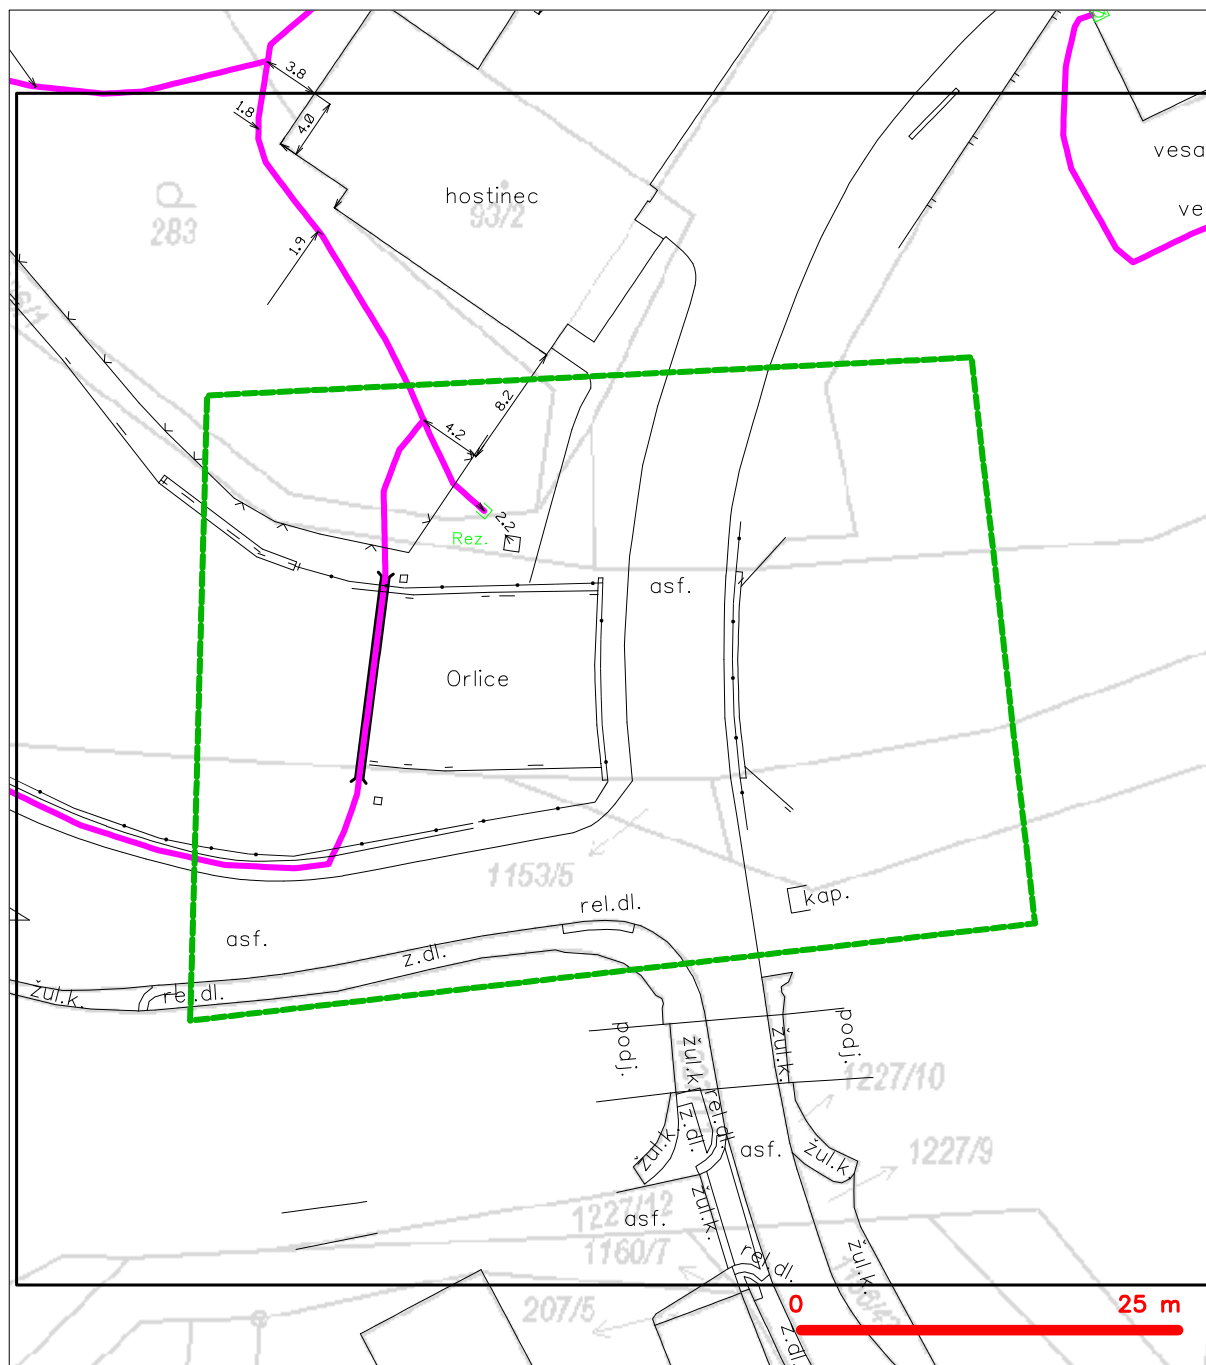 3.8
1.8
4.0
vesa
hostinec
93/2
ve
283
1.9
8.2
4.2
2.2
Rez.
asf.
Orlice
1153/5
kap.
rel.dl.
asf.
z.dl.
žul.k.
rel.dl.
podj.
podj.
žul.k.
žul.k.
1227/10
rel.dl.
z.dl.
žul.k.
asf.
žul.k.
1227/9
žul.k.
1227/12
asf.
1160/7
žul.k.
rel.dl.
207/5
0
25 m
z.dl.